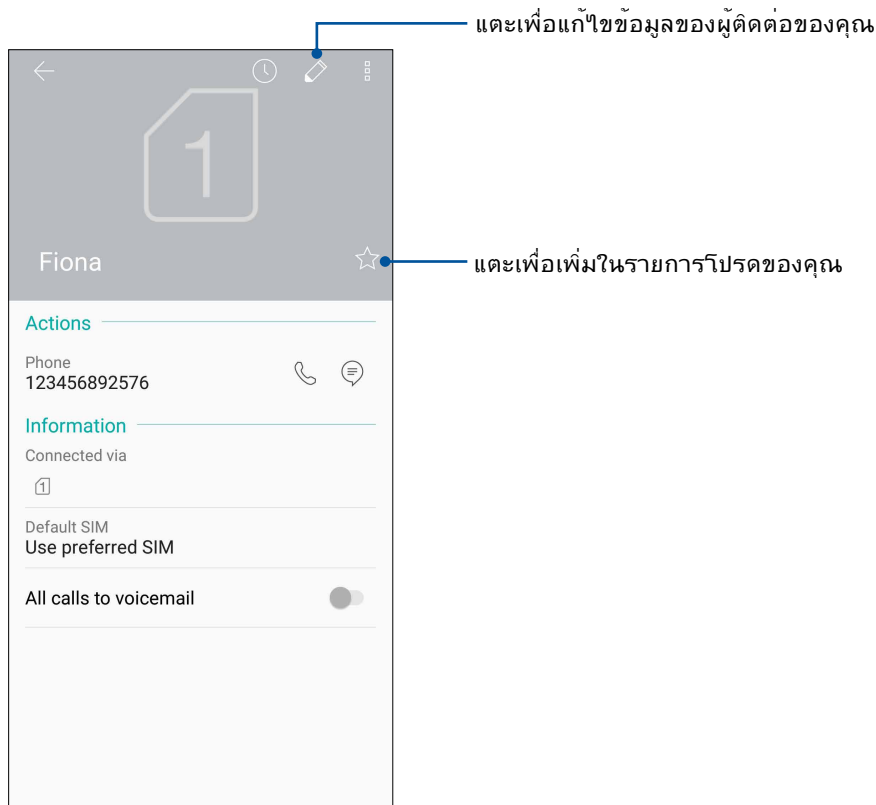 แตะเพื่อแก้ไขข้อมูลของผู้ติดต่อของคุณ
1
Fiona
แตะเพื่อเพิ่มในรายการโปรดของคุณ
Actions
Phone
123456892576
Information
Connected via
1
Default SIM
Use preferred SIM
All calls to voicemail